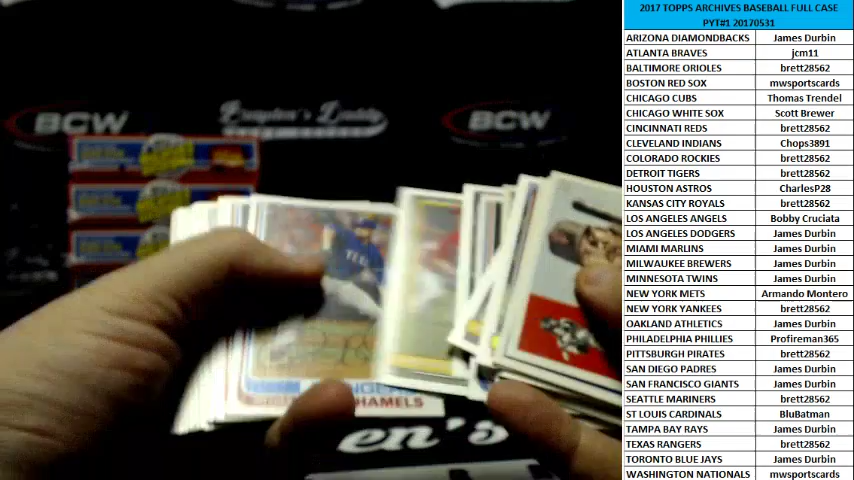 2017 TOPPS ARCHIVES BASEBALL FULL CASE
PYT#1 20170531
ARIZONA DIAMONDBACKS James Durbin
ATLANTA BRAVES jcm11
BALTIMORE ORIOLES brett28562
BOSTON RED SOX mwsportscards
CHICAGO CUBS Thomas Trendel
CHICAGO WHITE SOX Scott Brewer
CINCINNATI REDS brett28562
CLEVELAND INDIANS Chops3891
COLORADO ROCKIES brett28562
DETROIT TIGERS brett28562
HOUSTON ASTROS CharlesP28
KANSAS CITY ROYALS brett28562
LOS ANGELES ANGELS Bobby Cruciata
LOS ANGELES DODGERS James Durbin
MIAMI MARLINS James Durbin
MILWAUKEE BREWERS James Durbin
MINNESOTA TWINS James Durbin
NEW YORK METS Armando Montero
NEW YORK YANKEES brett28562
OAKLAND ATHLETICS James Durbin
PHILADELPHIA PHILLIES Profireman365
PITTSBURGH PIRATES brett28562
SAN DIEGO PADRES James Durbin
SAN FRANCISCO GIANTS James Durbin
SEATTLE MARINERS brett28562
ST LOUIS CARDINALS BluBatman
TAMPA BAY RAYS James Durbin
TEXAS RANGERS brett28562
TORONTO BLUE JAYS James Durbin
WASHINGTON NATIONALS mwsportscards
BCW
BCW
HAMELS
en's